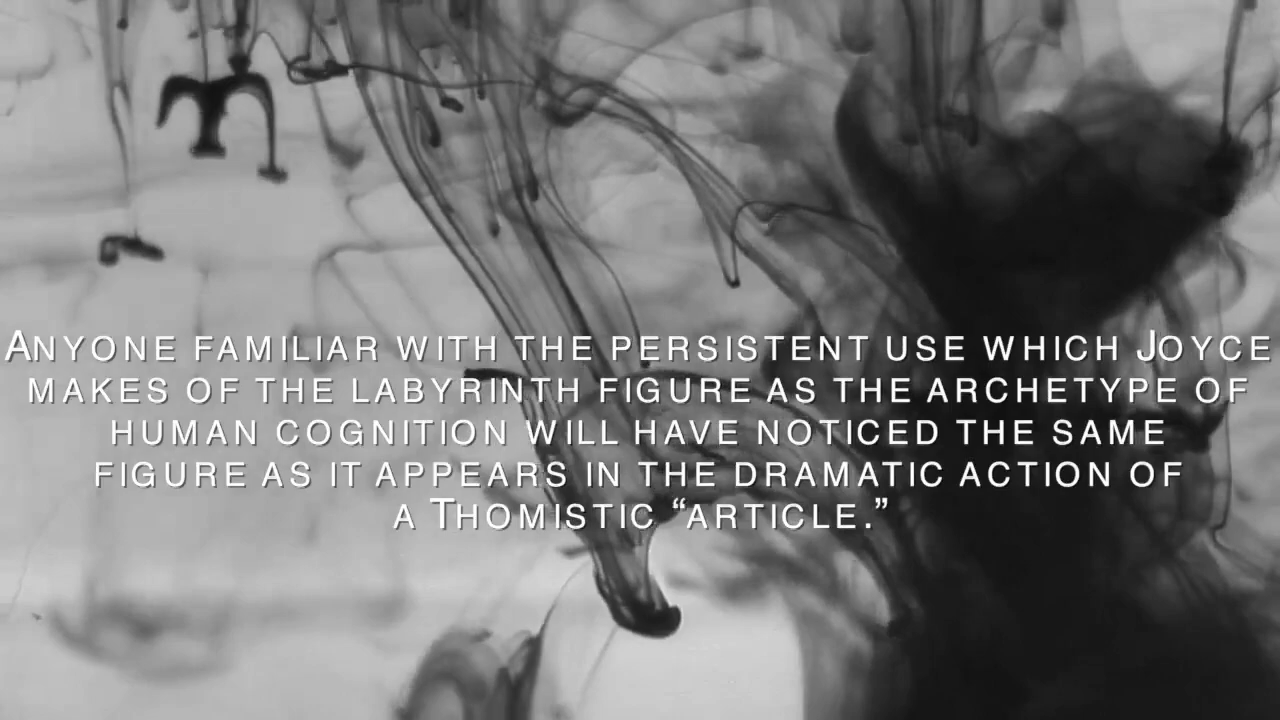 Anyone familiar with the persistent use which Joyce
makes of the labyrinth figure as the archetype of
human cognition will have noticed the same
figure as it appears in the dramatic action of
a Thomistic “article.”